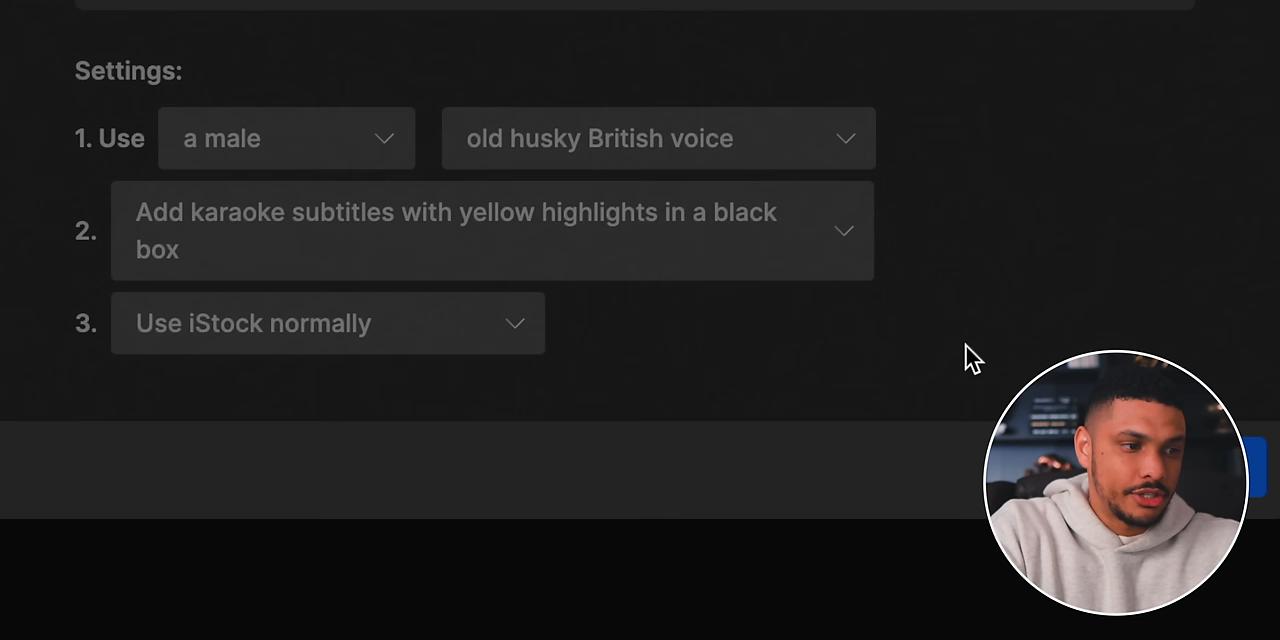 Settings:
1. Use a male old husky British voice
2. Add karaoke subtitles with yellow highlights in a black
box
3. Use iStock normally